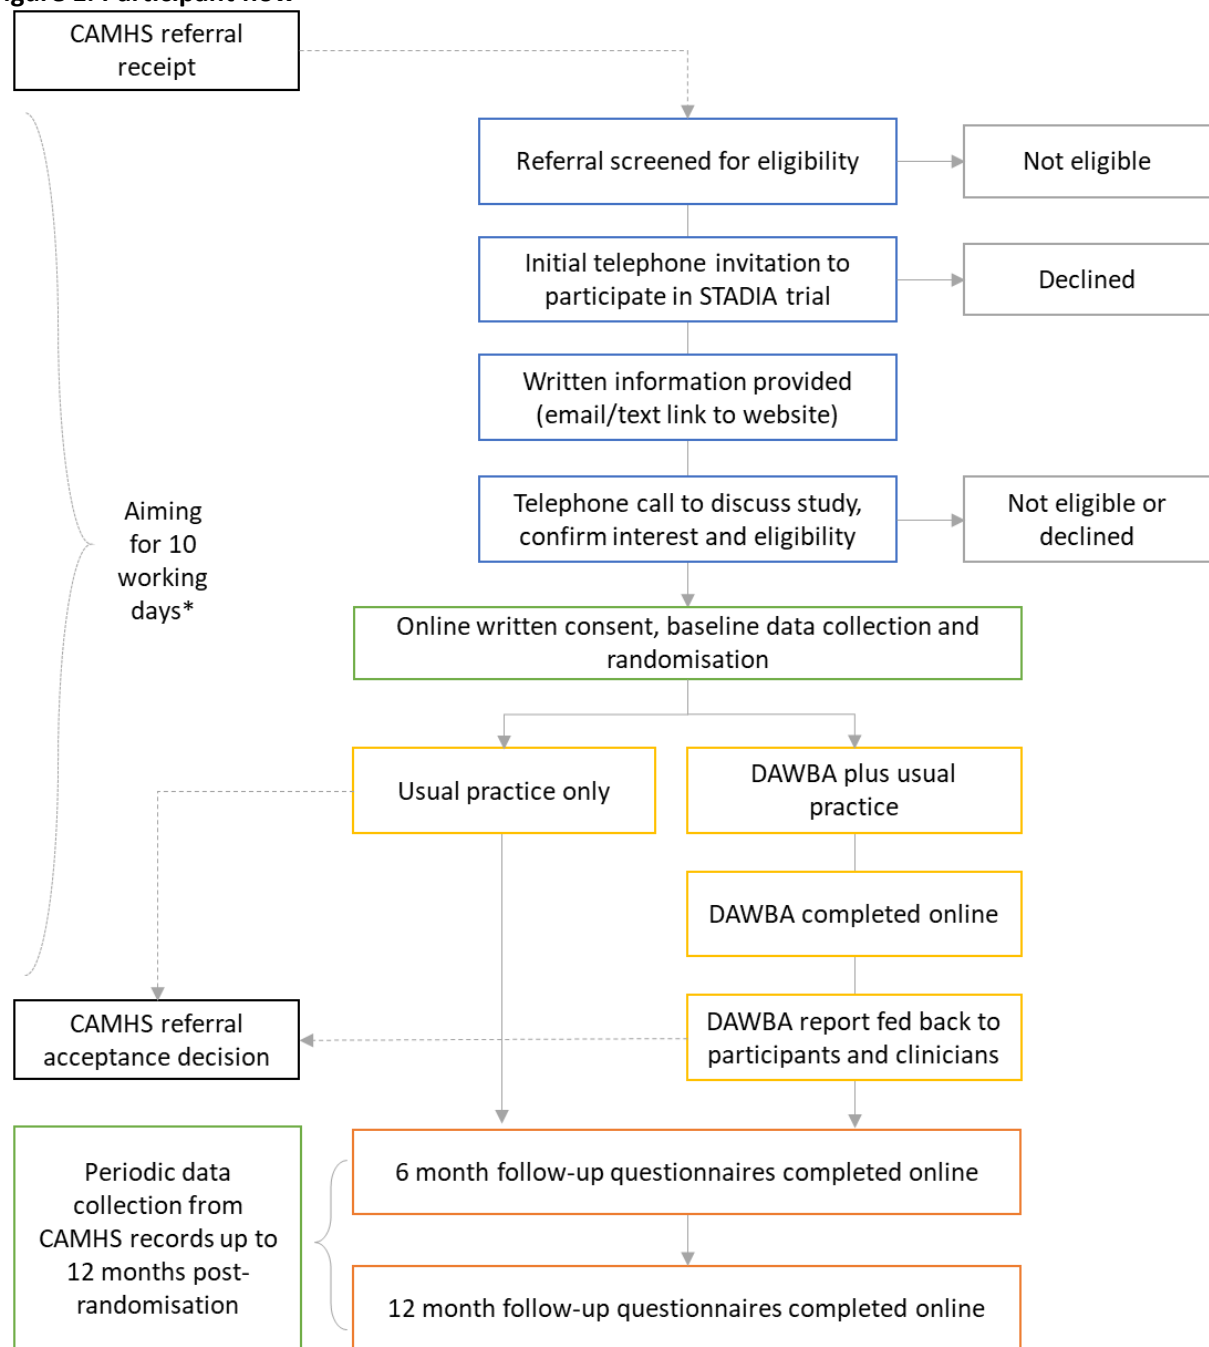 CAMHS referral
receipt
Referral screened for eligibility
Not eligible
Initial telephone invitation to
participate in STADIA trial
Declined
Written information provided
(email/text link to website)
Telephone call to discuss study,
confirm interest and eligibility
Not eligible or
declined
Aiming
for 10
working
days*
Online written consent, baseline data collection and
randomisation
Usual practice only
DAWBA plus usual
practice
DAWBA completed online
CAMHS referral
acceptance decision
DAWBA report fed back to
participants and clinicians
Periodic data
collection from
CAMHS records up to
12 months post-
randomisation
6 month follow-up questionnaires completed online
12 month follow-up questionnaires completed online